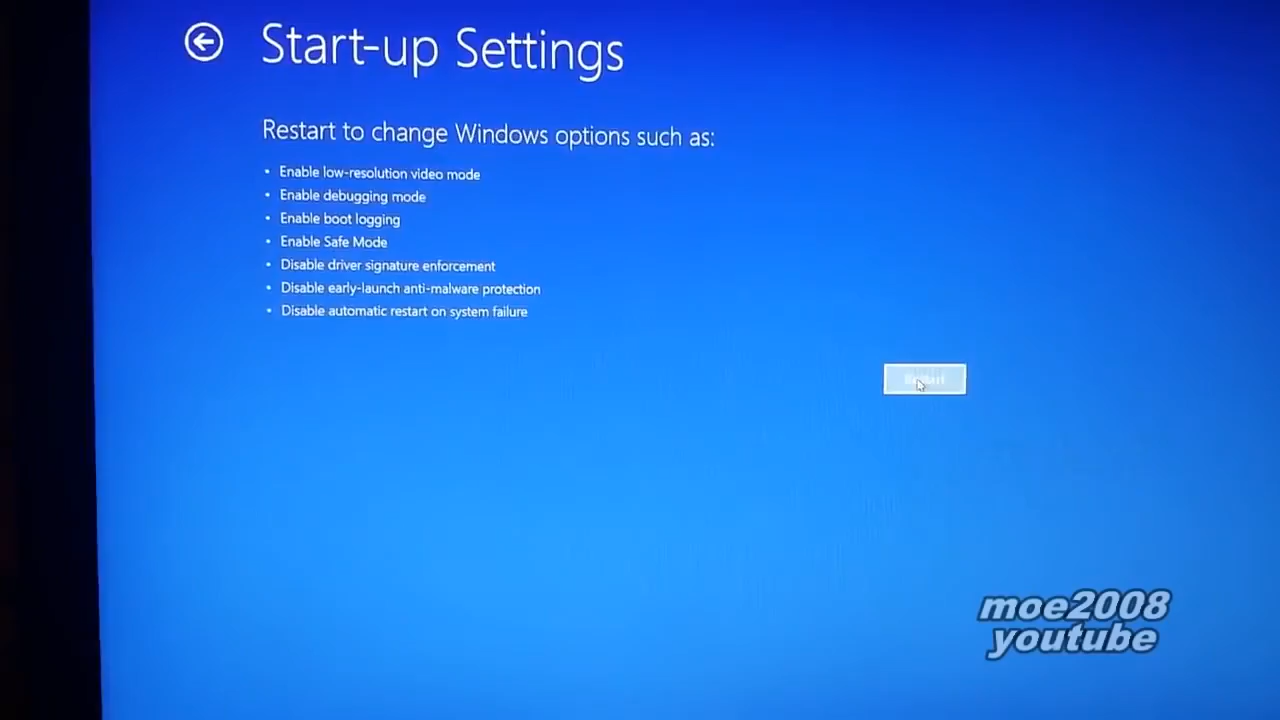 Start-up Settings
Restart to change Windows options such as:
• Enable low-resolution video mode
• Enable debugging mode
• Enable boot logging
• Enable Safe Mode
• Disable driver signature enforcement
• Disable early-launch anti-malware protection
• Disable automatic restart on system failure
Restart
moe2008
youtube